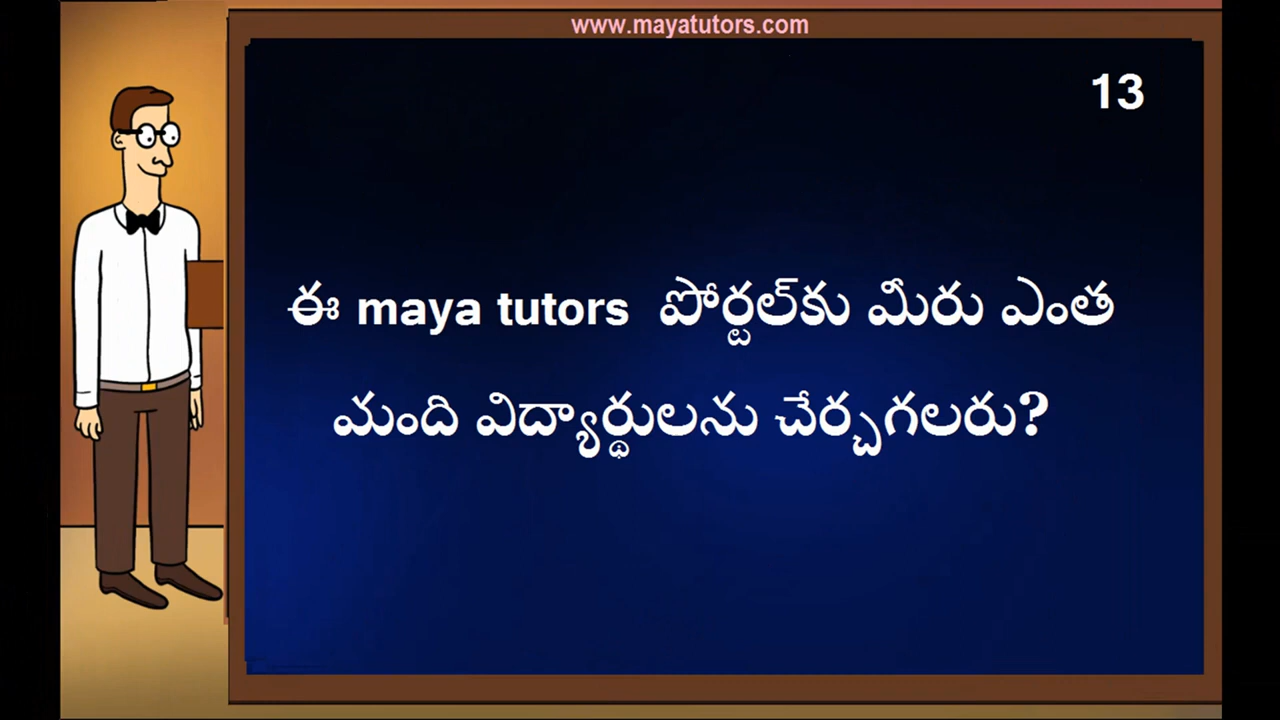 www.mayatutors.com
13
ఈ maya tutors పోర్టల్‌కు మీరు ఎంత
మంది విద్యార్థులను చేర్చగలరు?